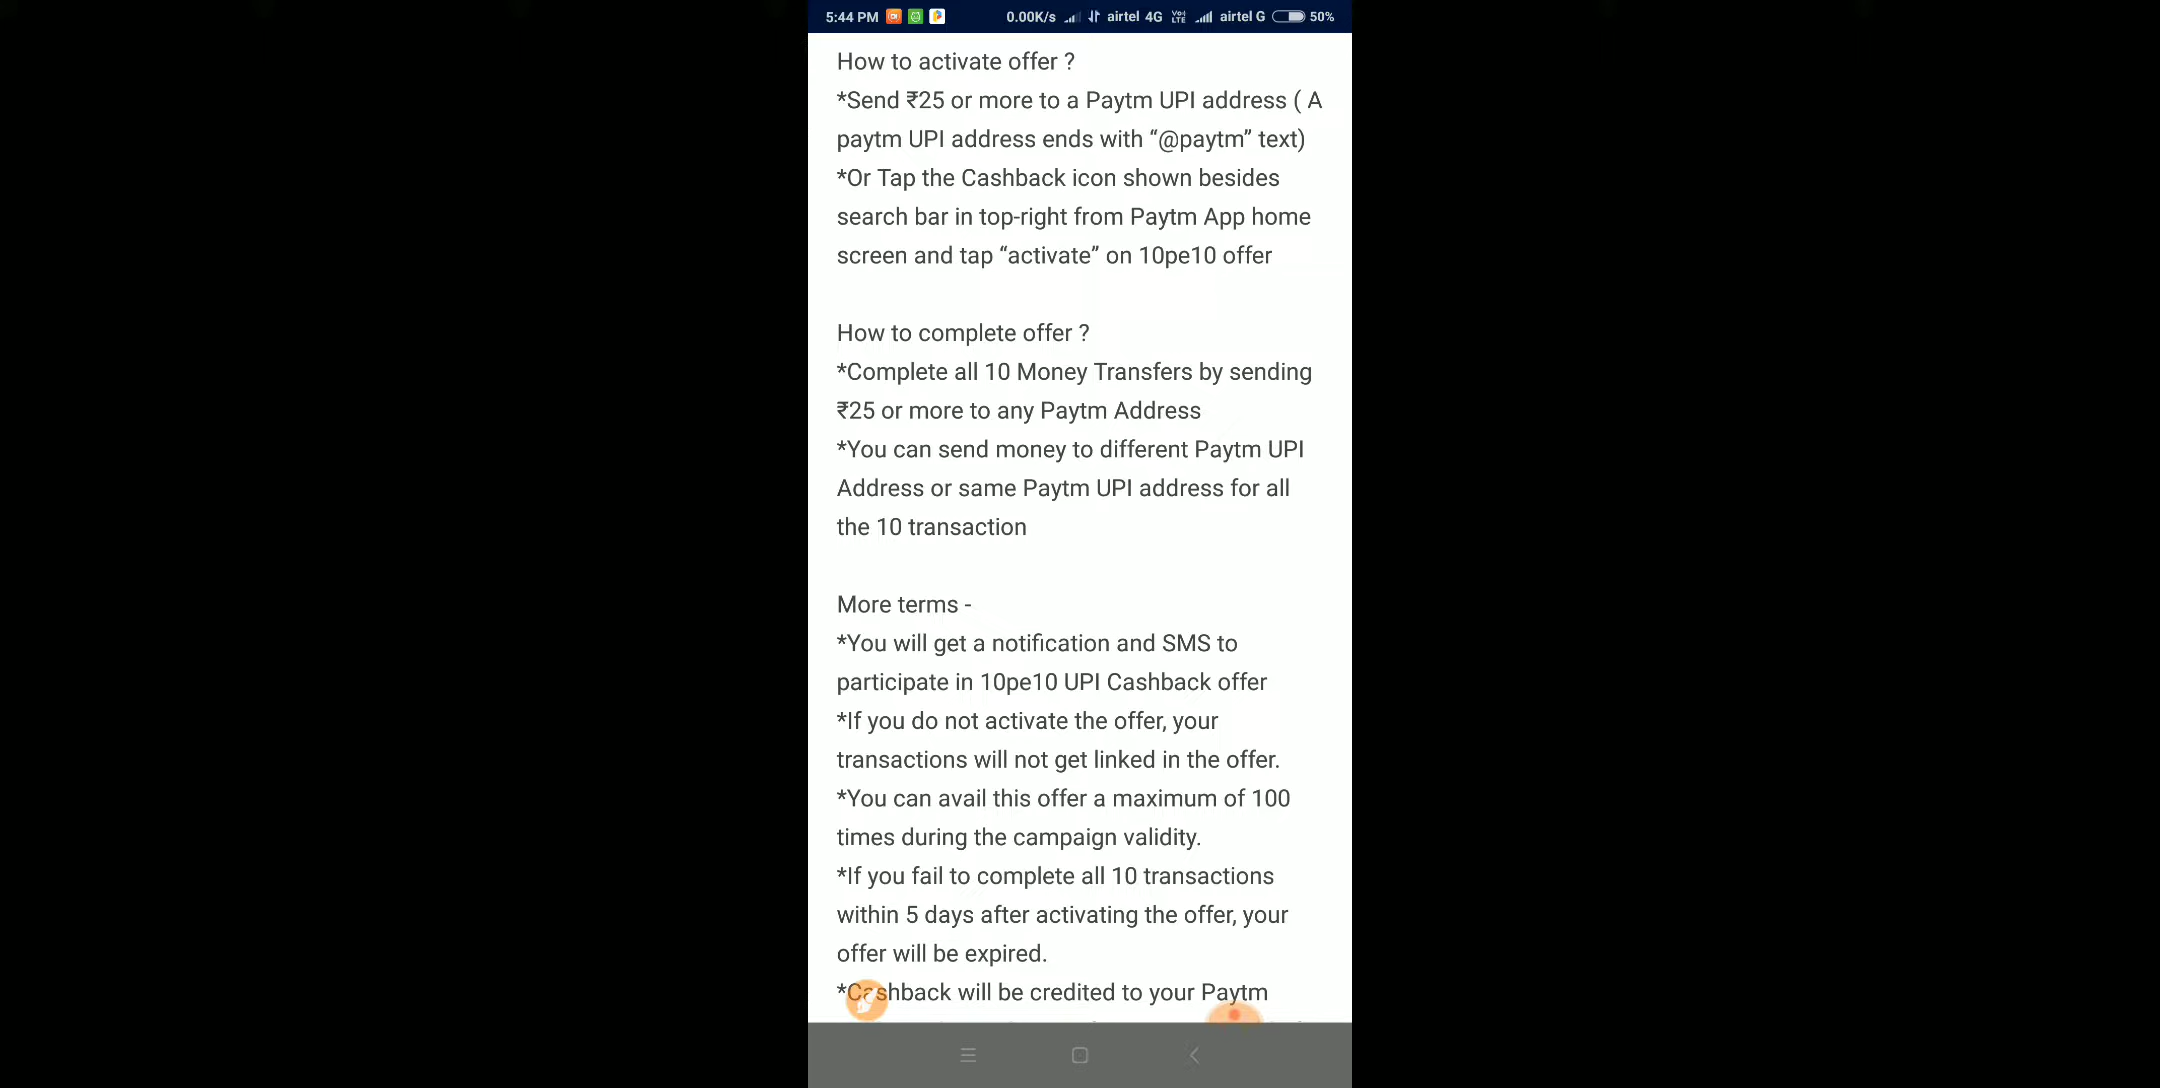 5:44 PM 0.00K/s airtel 4G Vo LTE airtel G 50%
How to activate offer ?
*Send ₹25 or more to a Paytm UPI address ( A
paytm UPI address ends with “@paytm” text)
*Or Tap the Cashback icon shown besides
search bar in top-right from Paytm App home
screen and tap “activate” on 10pe10 offer
How to complete offer ?
*Complete all 10 Money Transfers by sending
₹25 or more to any Paytm Address
*You can send money to different Paytm UPI
Address or same Paytm UPI address for all
the 10 transaction
More terms -
*You will get a notification and SMS to
participate in 10pe10 UPI Cashback offer
*If you do not activate the offer, your
transactions will not get linked in the offer.
*You can avail this offer a maximum of 100
times during the campaign validity.
*If you fail to complete all 10 transactions
within 5 days after activating the offer, your
offer will be expired.
*Cashback will be credited to your Paytm